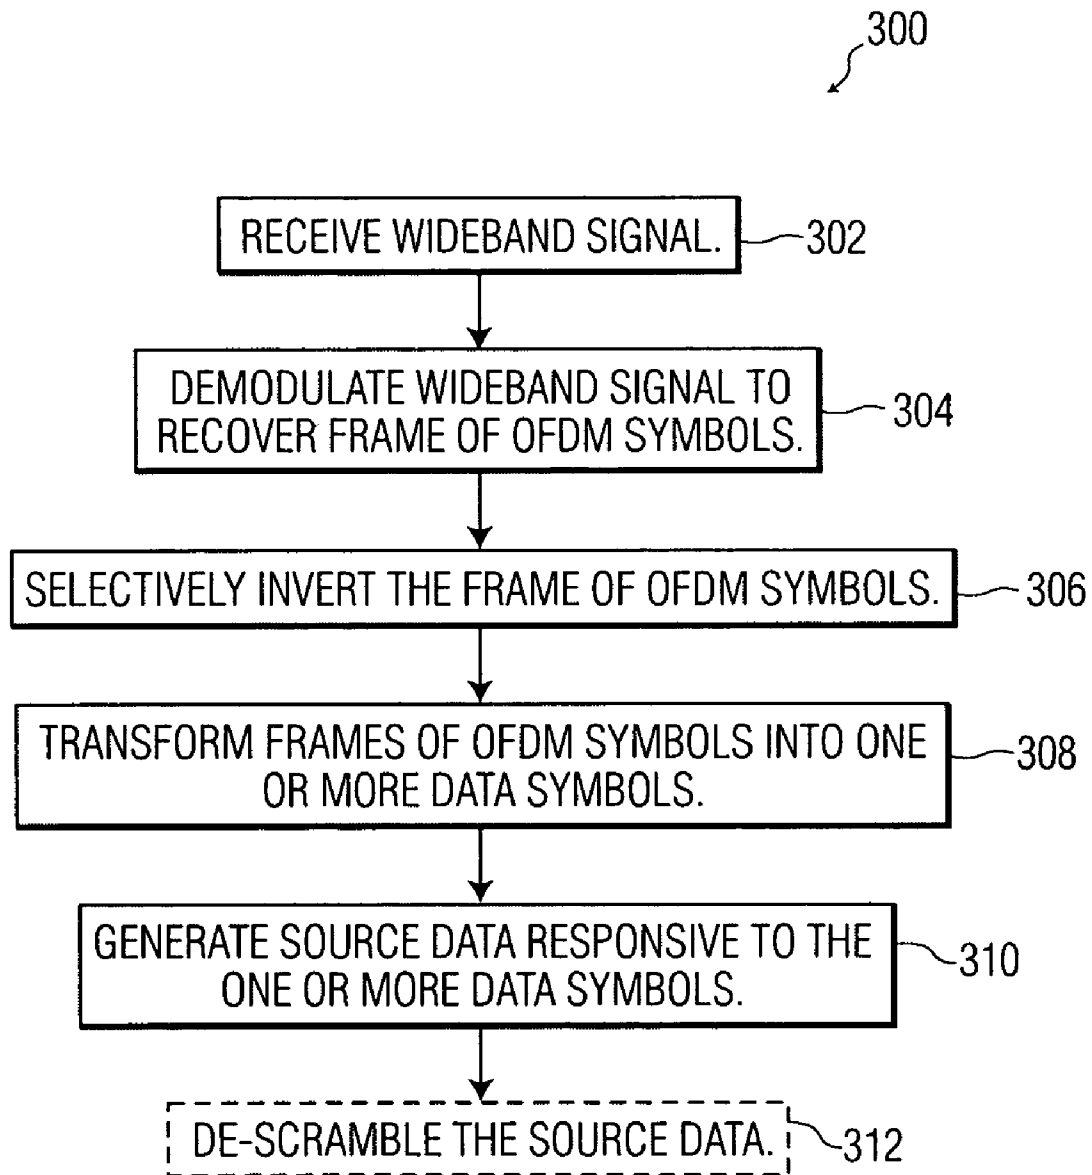 300
RECEIVE WIDEBAND SIGNAL.
302
DEMODULATE WIDEBAND SIGNAL TO
RECOVER FRAME OF OFDM SYMBOLS.
304
SELECTIVELY INVERT THE FRAME OF OFDM SYMBOLS.
306
TRANSFORM FRAMES OF OFDM SYMBOLS INTO ONE
OR MORE DATA SYMBOLS.
308
GENERATE SOURCE DATA RESPONSIVE TO THE
ONE OR MORE DATA SYMBOLS.
310
DE-SCRAMBLE THE SOURCE DATA.
312